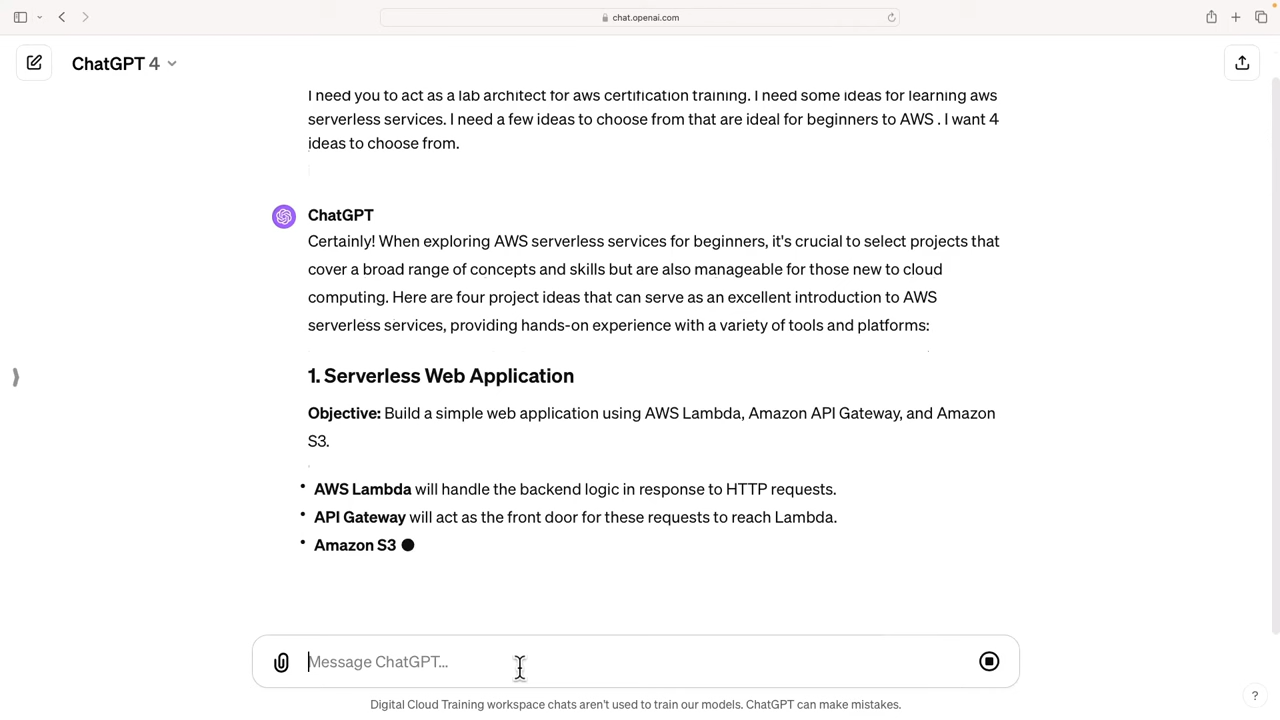 chat.openai.com
ChatGPT 4
I need you to act as a lab architect for aws certification training. I need some ideas for learning aws
serverless services. I need a few ideas to choose from that are ideal for beginners to AWS . I want 4
ideas to choose from.
ChatGPT
Certainly! When exploring AWS serverless services for beginners, it's crucial to select projects that
cover a broad range of concepts and skills but are also manageable for those new to cloud
computing. Here are four project ideas that can serve as an excellent introduction to AWS
serverless services, providing hands-on experience with a variety of tools and platforms:
1. Serverless Web Application
Objective: Build a simple web application using AWS Lambda, Amazon API Gateway, and Amazon
S3.
• AWS Lambda will handle the backend logic in response to HTTP requests.
• API Gateway will act as the front door for these requests to reach Lambda.
• Amazon S3
Message ChatGPT...
Digital Cloud Training workspace chats aren't used to train our models. ChatGPT can make mistakes.
?